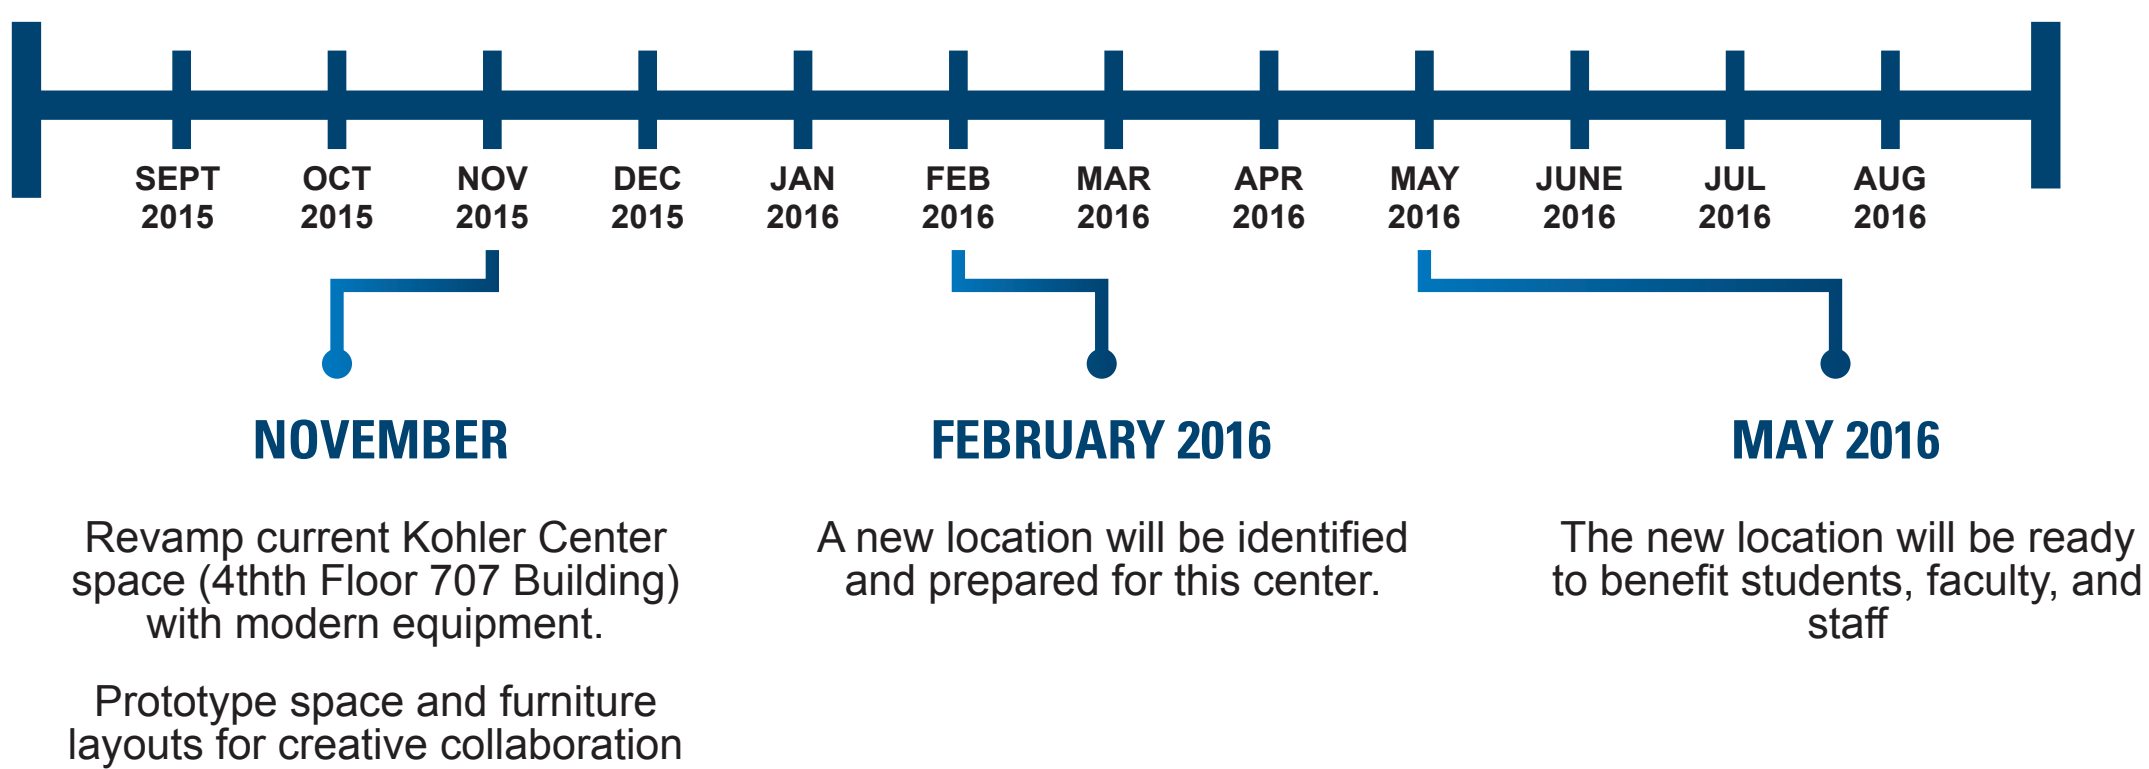 SEPT 2015
OCT 2015
NOV 2015
DEC 2015
JAN 2016
FEB 2016
MAR 2016
APR 2016
MAY 2016
JUNE 2016
JUL 2016
AUG 2016
NOVEMBER
Revamp current Kohler Center
space (4thth Floor 707 Building)
with modern equipment.
Prototype space and furniture
layouts for creative collaboration
FEBRUARY 2016
A new location will be identified
and prepared for this center.
MAY 2016
The new location will be ready
to benefit students, faculty, and
staff